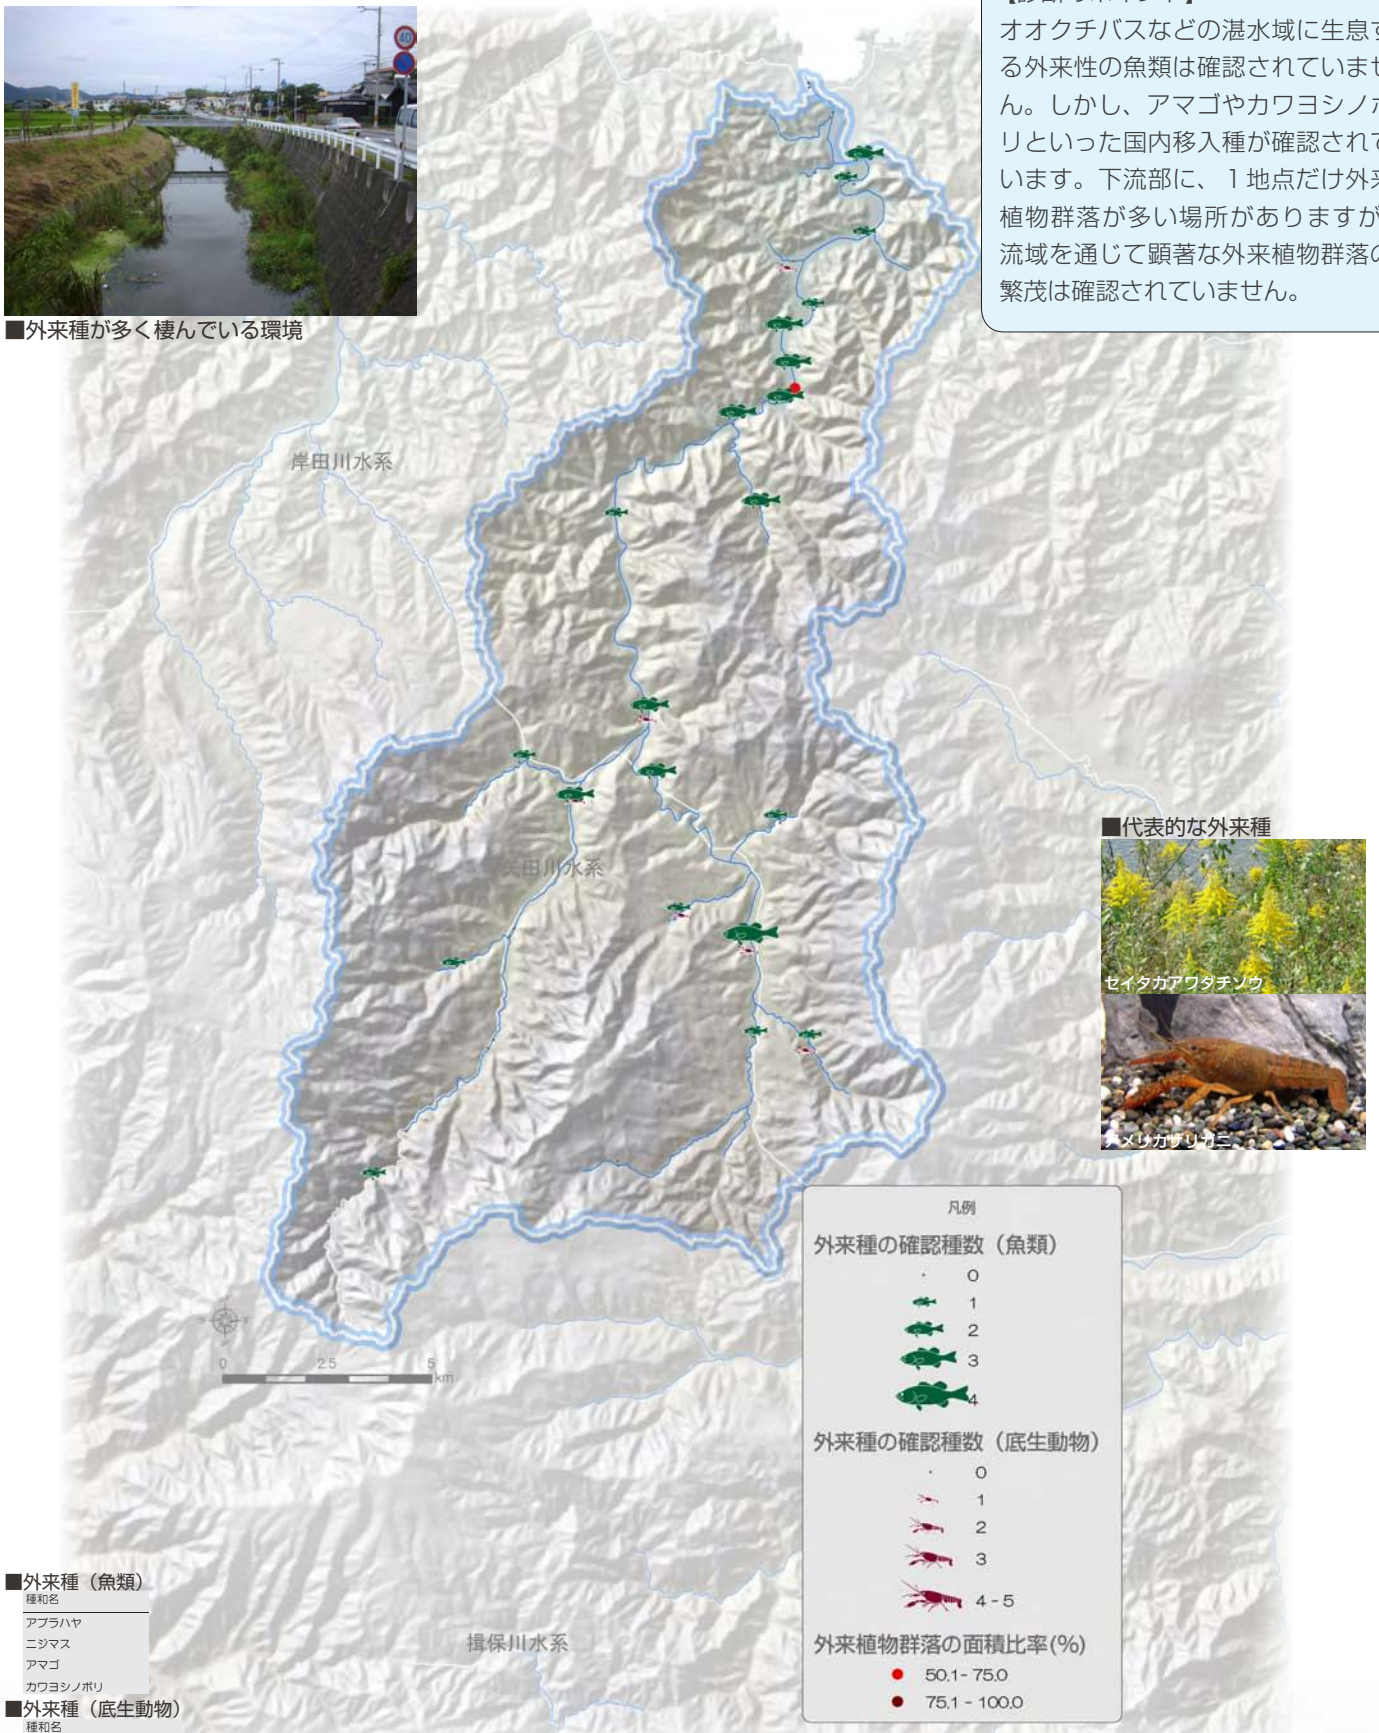 オオクチバスなどの湛水域に生息す
る外来性の魚類は確認されていませ
ん。しかし、アマゴやカワヨシノボ
リといった国内移入種が確認されて
います。下流部に、1地点だけ外来
植物群落が多い場所がありますが
流域を通じて顕著な外来植物群落の
繁茂は確認されていません。
40
■外来種が多く棲んでいる環境
岸田川水系
矢田川水系
■代表的な外来種
セイタカアワダチソウ
アメリカザリガニ
0 2.5 5
km
凡例
外来種の確認種数（魚類）
0
1
2
3
4
外来種の確認種数（底生動物）
0
1
2
3
4 - 5
外来植物群落の面積比率(%)
50.1 - 75.0
75.1 - 100.0
揖保川水系
■外来種（魚類）
種和名
アブラハヤ
ニジマス
アマゴ
カワヨシノボリ
■外来種（底生動物）
種和名